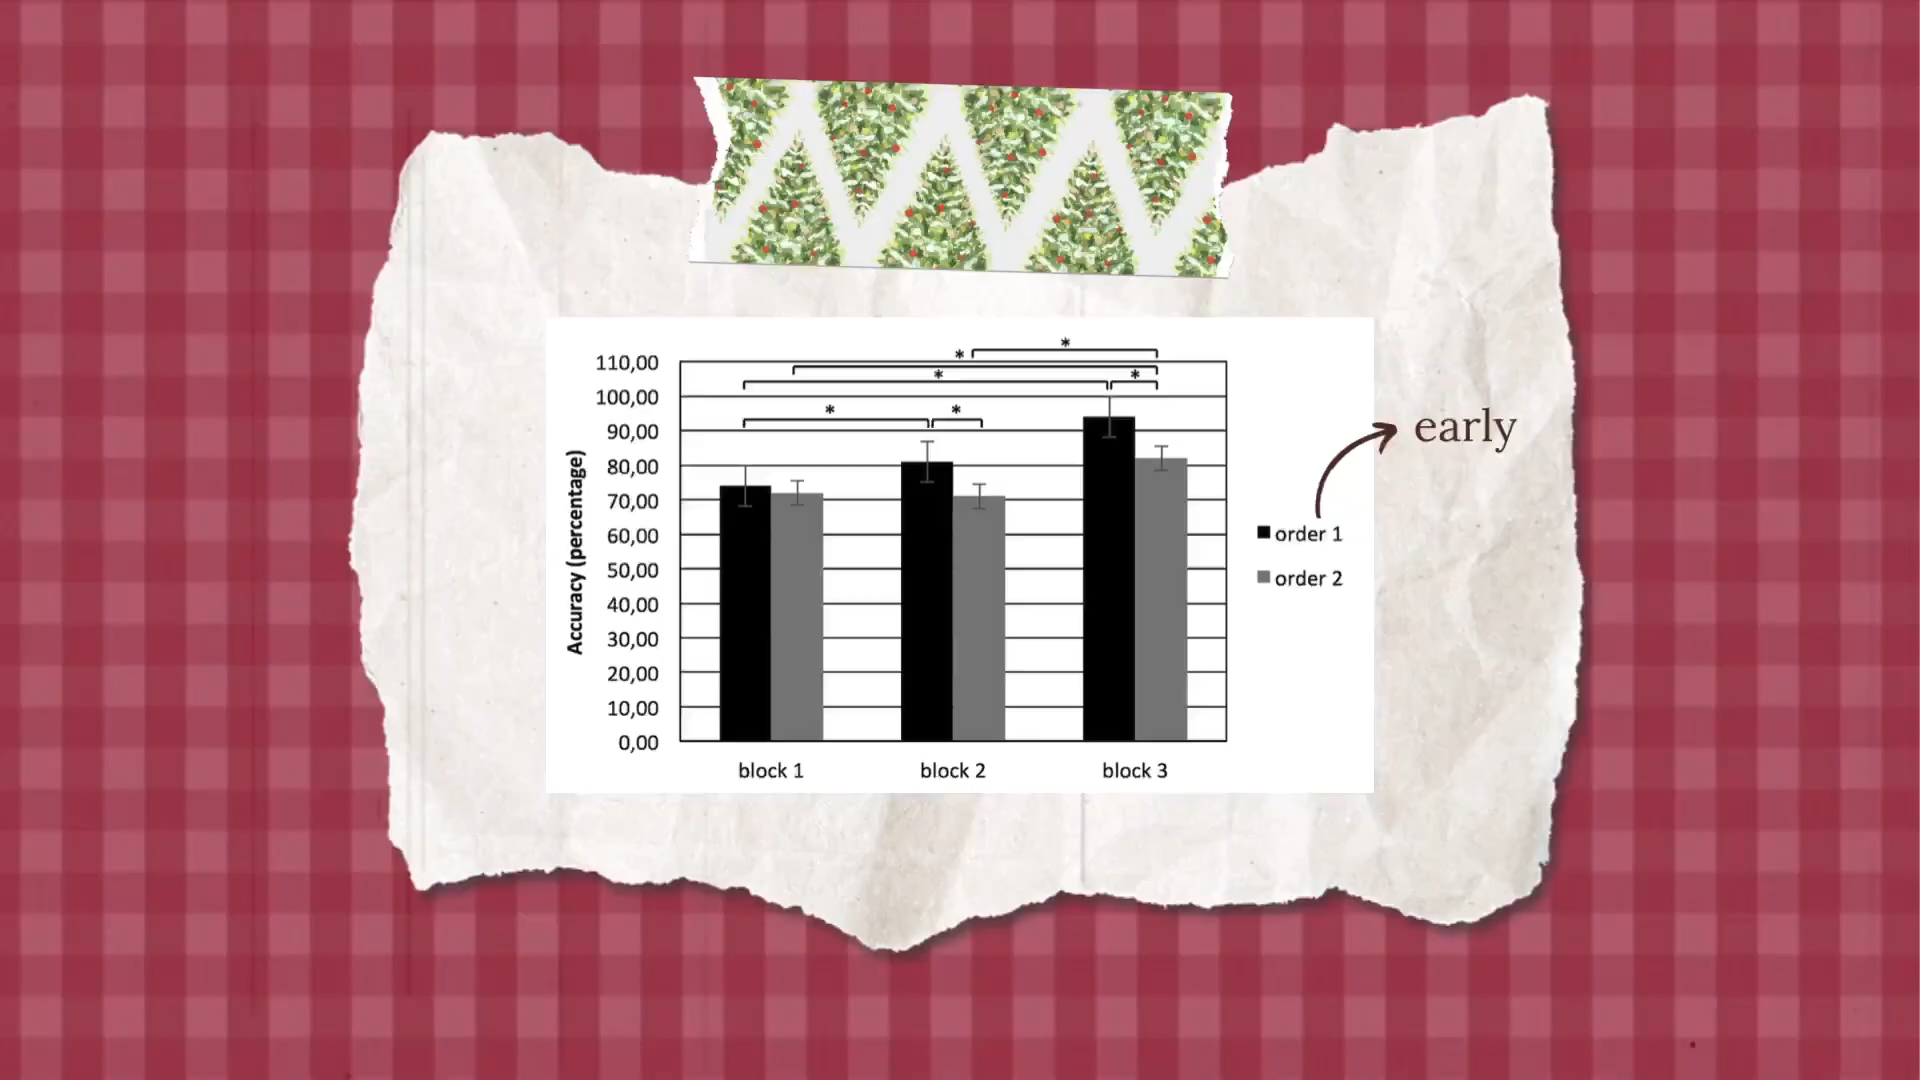 *
*
110,00
*
*
100,00
*
*
90,00
early
80,00
70,00
60,00
50,00
40,00
30,00
20,00
10,00
0,00
Accuracy (percentage)
order 1
order 2
block 1
block 2
block 3